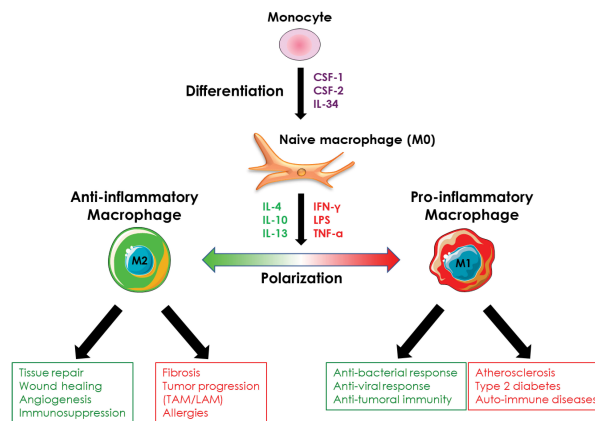 Monocyte
Differentiation
CSF-1
CSF-2
IL-34
Naive macrophage (M0)
Anti-inflammatory
Macrophage
IL-4
IL-10
IL-13
IFN-γ
LPS
TNF-α
Pro-inflammatory
Macrophage
M2
Polarization
M1
Tissue repair
Wound healing
Angiogenesis
Immunosuppression
Fibrosis
Tumor progression
(TAM/LAM)
Allergies
Anti-bacterial response
Anti-viral response
Anti-tumoral immunity
Atherosclerosis
Type 2 diabetes
Auto-immune diseases